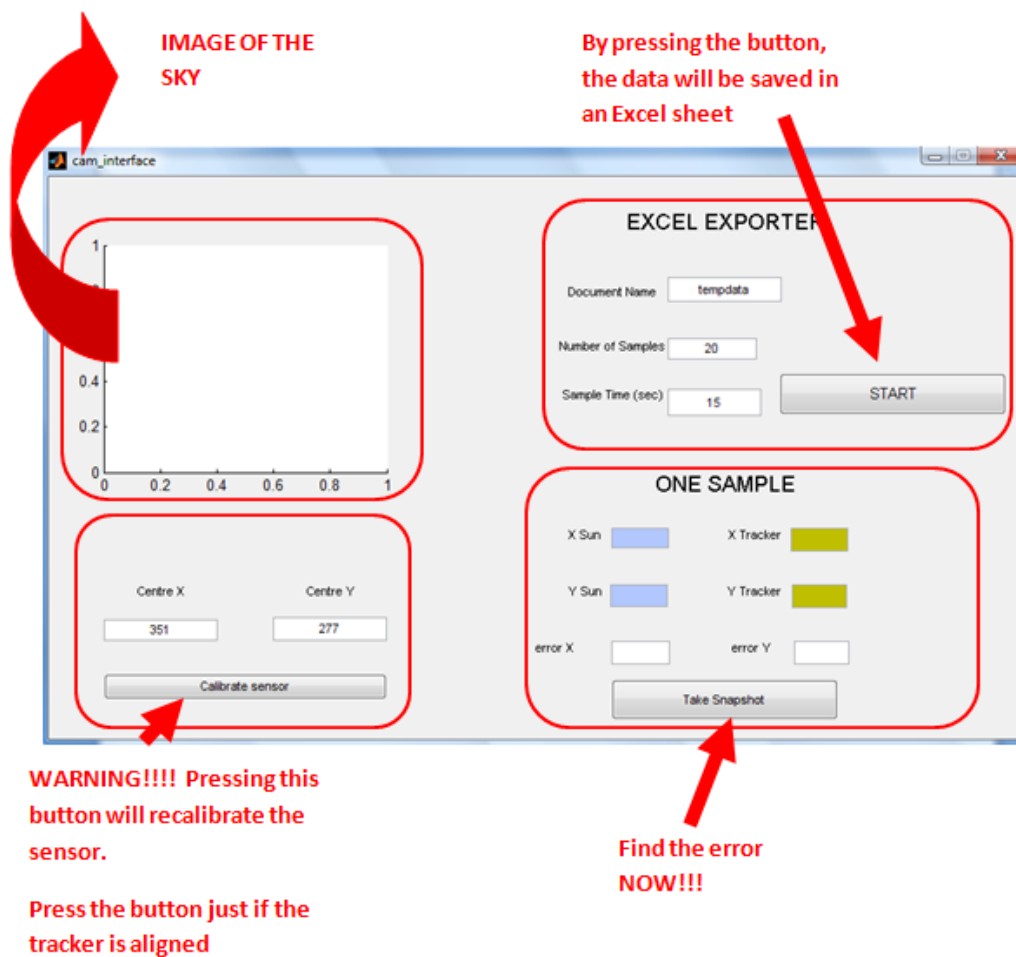 IMAGE OF THE
SKY
By pressing the button,
the data will be saved in
an Excel sheet
cam_interface
1
0.4
0.2
0
0 0.2 0.4 0.6 0.8 1
EXCEL EXPORTER
Document Name tempdata
Number of Samples 20
Sample Time (sec) 15
START
Centre X Centre Y
351 277
Calibrate sensor
ONE SAMPLE
X Sun X Tracker
Y Sun Y Tracker
error X error Y
Take Snapshot
WARNING!!!! Pressing this
button will recalibrate the
sensor.
Press the button just if the
tracker is aligned
Find the error
NOW!!!